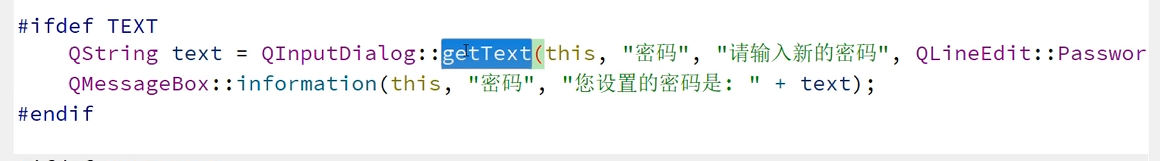 #ifdef TEXT
QString text = QInputDialog::getText(this, "密码", "请输入新的密码", QLineEdit::Passwor
QMessageBox::information(this, "密码", "您设置的密码是: " + text);
#endif